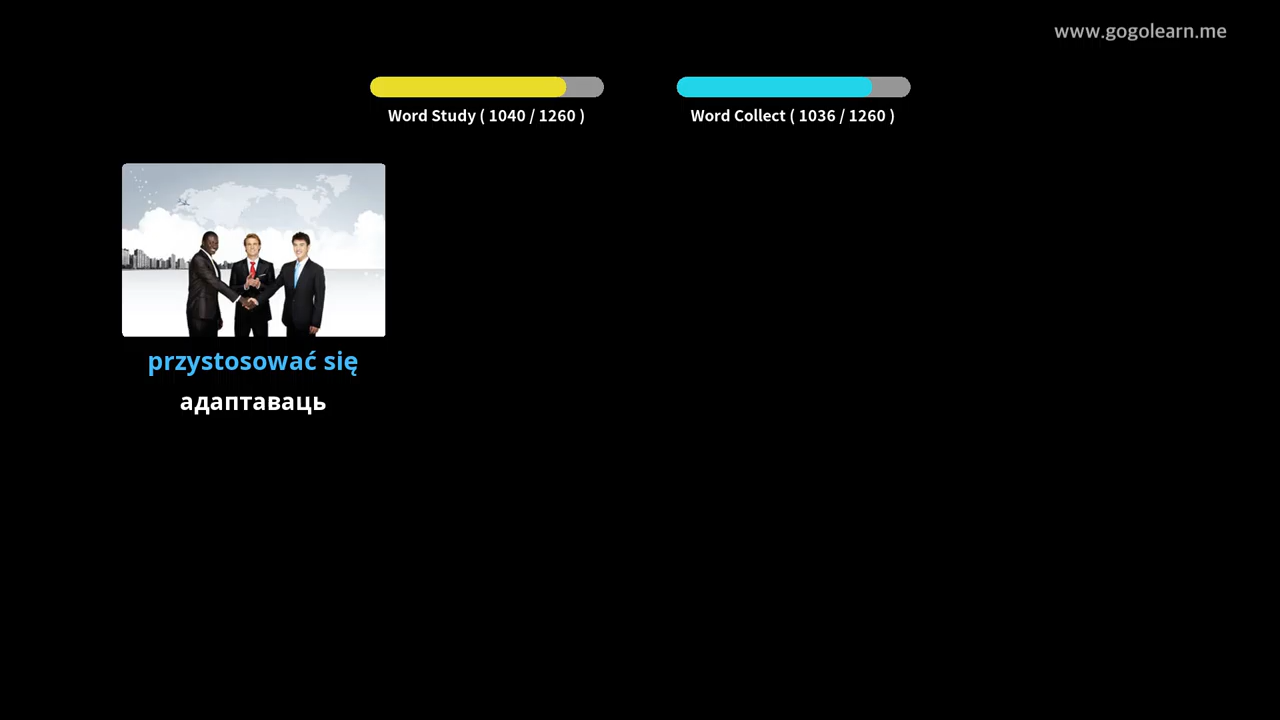 www.gogolearn.me
Word Study ( 1040 / 1260 )
Word Collect ( 1036 / 1260 )
przystosować się
адаптаваць